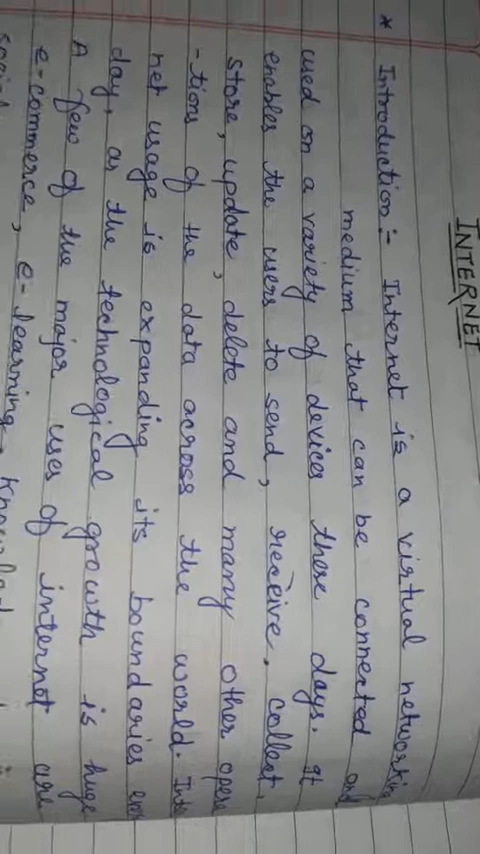 INTERNET
* Introduction :- Internet is a virtual networkin
medium that can be connected and
used on a variety of devices these days. It
enables the users to send, receive, collect,
store, update, delete and many other opera
-tions of the data across the world. Inte
net usage is expanding its boundaries eve
day, as the technological growth is huge
A few of the major uses of internet are
e-commerce, e-learning,